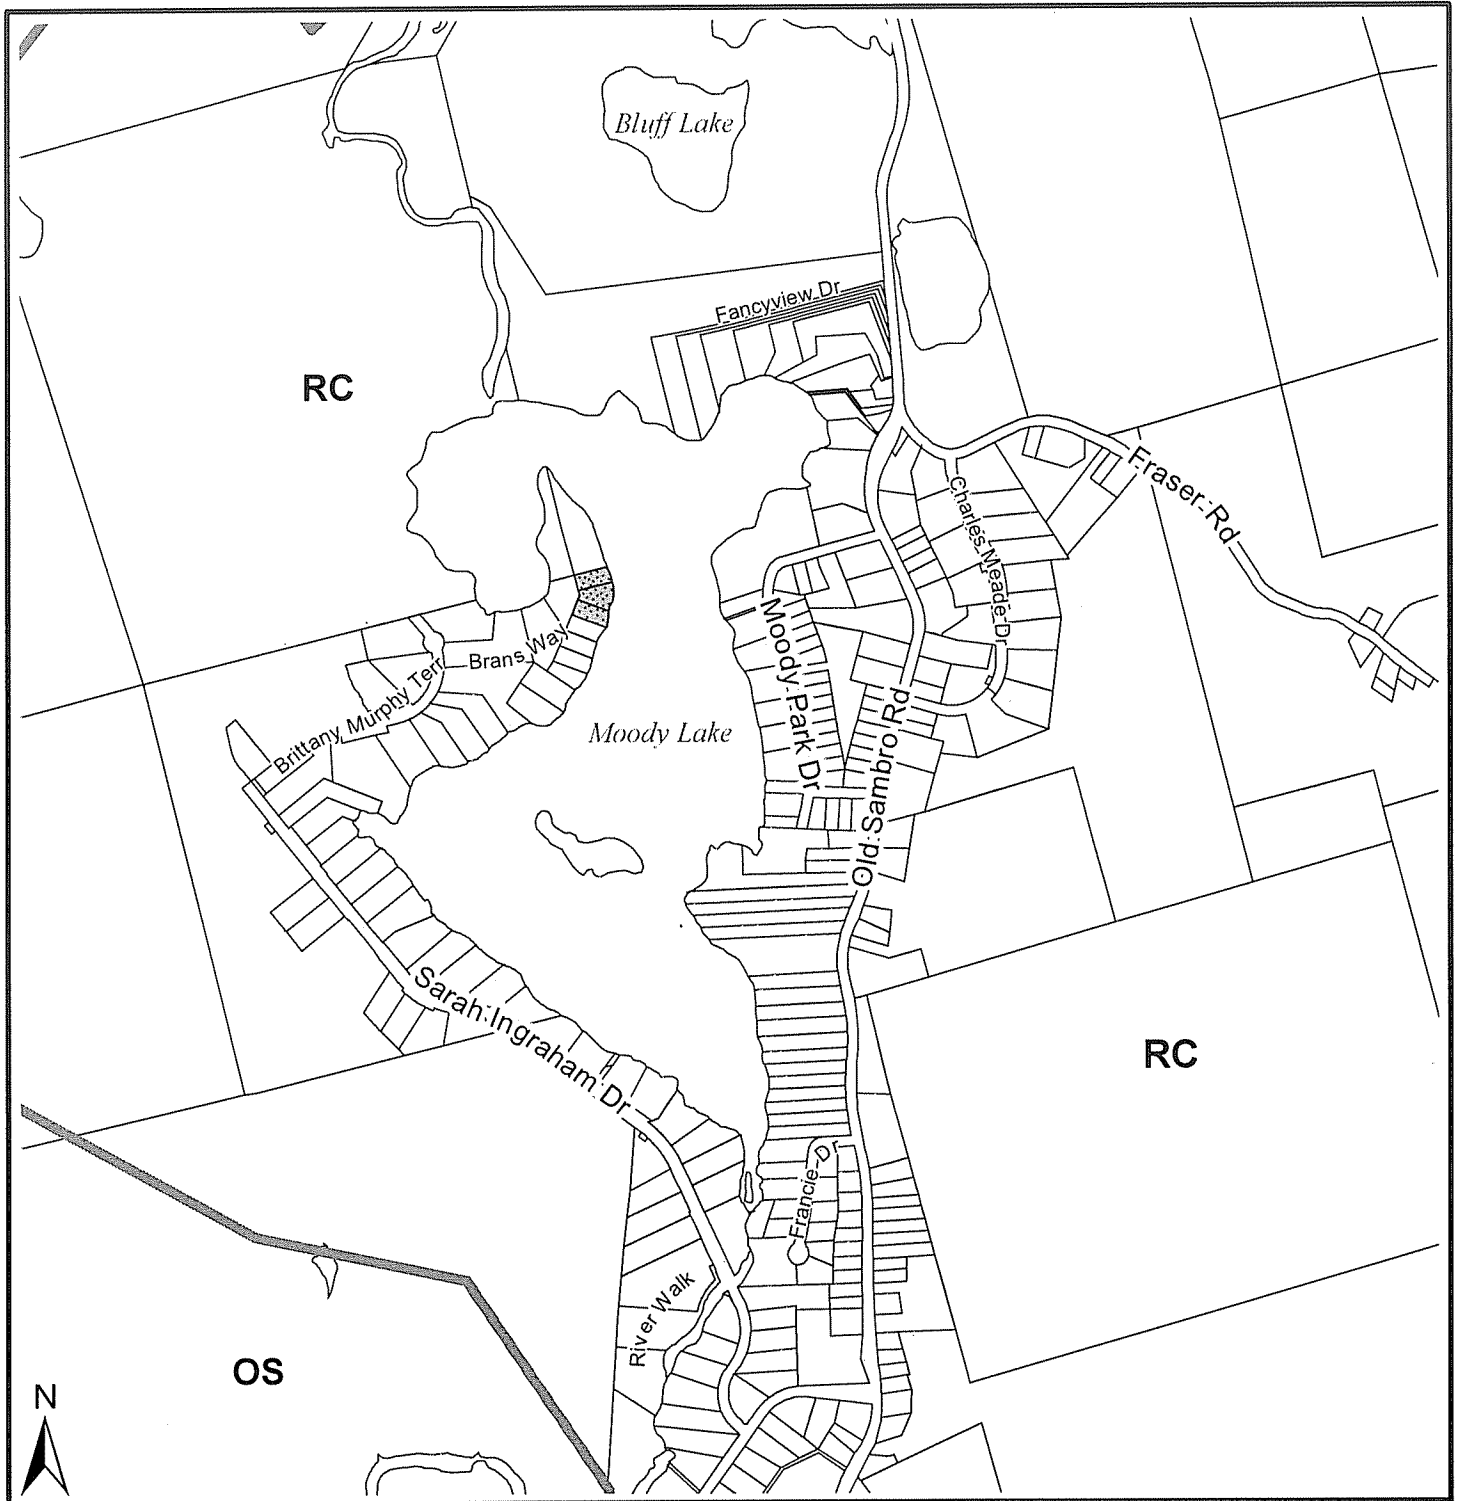 Bluff Lake
Fancyview Dr
RC
Fraser Rd
Charles Meade Dr
Moody Park Dr
Brans Way
Brittany Murphy Terr
Old Sambro Rd
Moody Lake
Sarah Ingraham Dr
RC
Francie Dr
River Walk
OS
N